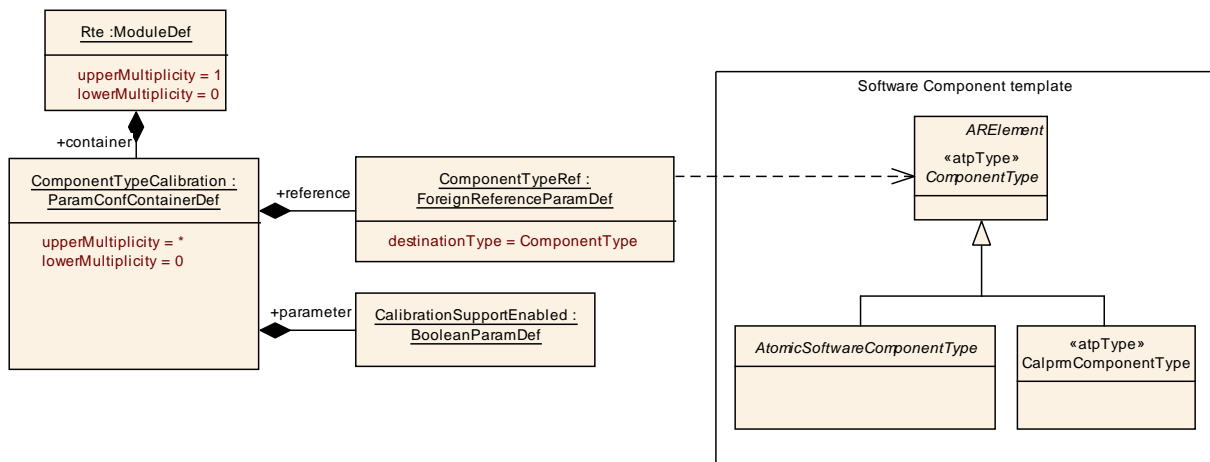 Rte :ModuleDef
upperMultiplicity = 1
lowerMultiplicity = 0
+container
ComponentTypeCalibration :
ParamConfContainerDef
upperMultiplicity = *
lowerMultiplicity = 0
+reference
ComponentTypeRef :
ForeignReferenceParamDef
destinationType = ComponentType
+parameter
CalibrationSupportEnabled :
BooleanParamDef
Software Component template
ARElement
«atpType»
ComponentType
AtomicSoftwareComponentType
«atpType»
CalprmComponentType